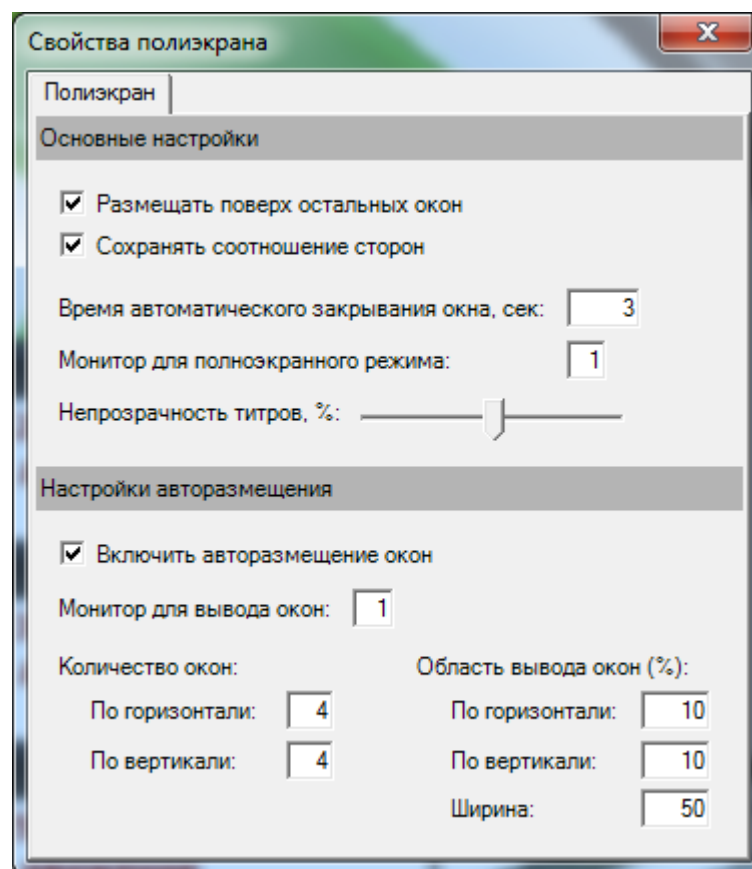 Свойства полиэкрана
Полиэкран
Основные настройки
Размещать поверх остальных окон
Сохранять соотношение сторон
Время автоматического закрывания окна, сек: 3
Монитор для полноэкранного режима: 1
Непрозрачность титров, %:
Настройки авторазмещения
Включить авторазмещение окон
Монитор для вывода окон: 1
Количество окон: Область вывода окон (%):
По горизонтали: 4 По горизонтали: 10
По вертикали: 4 По вертикали: 10
Ширина: 50